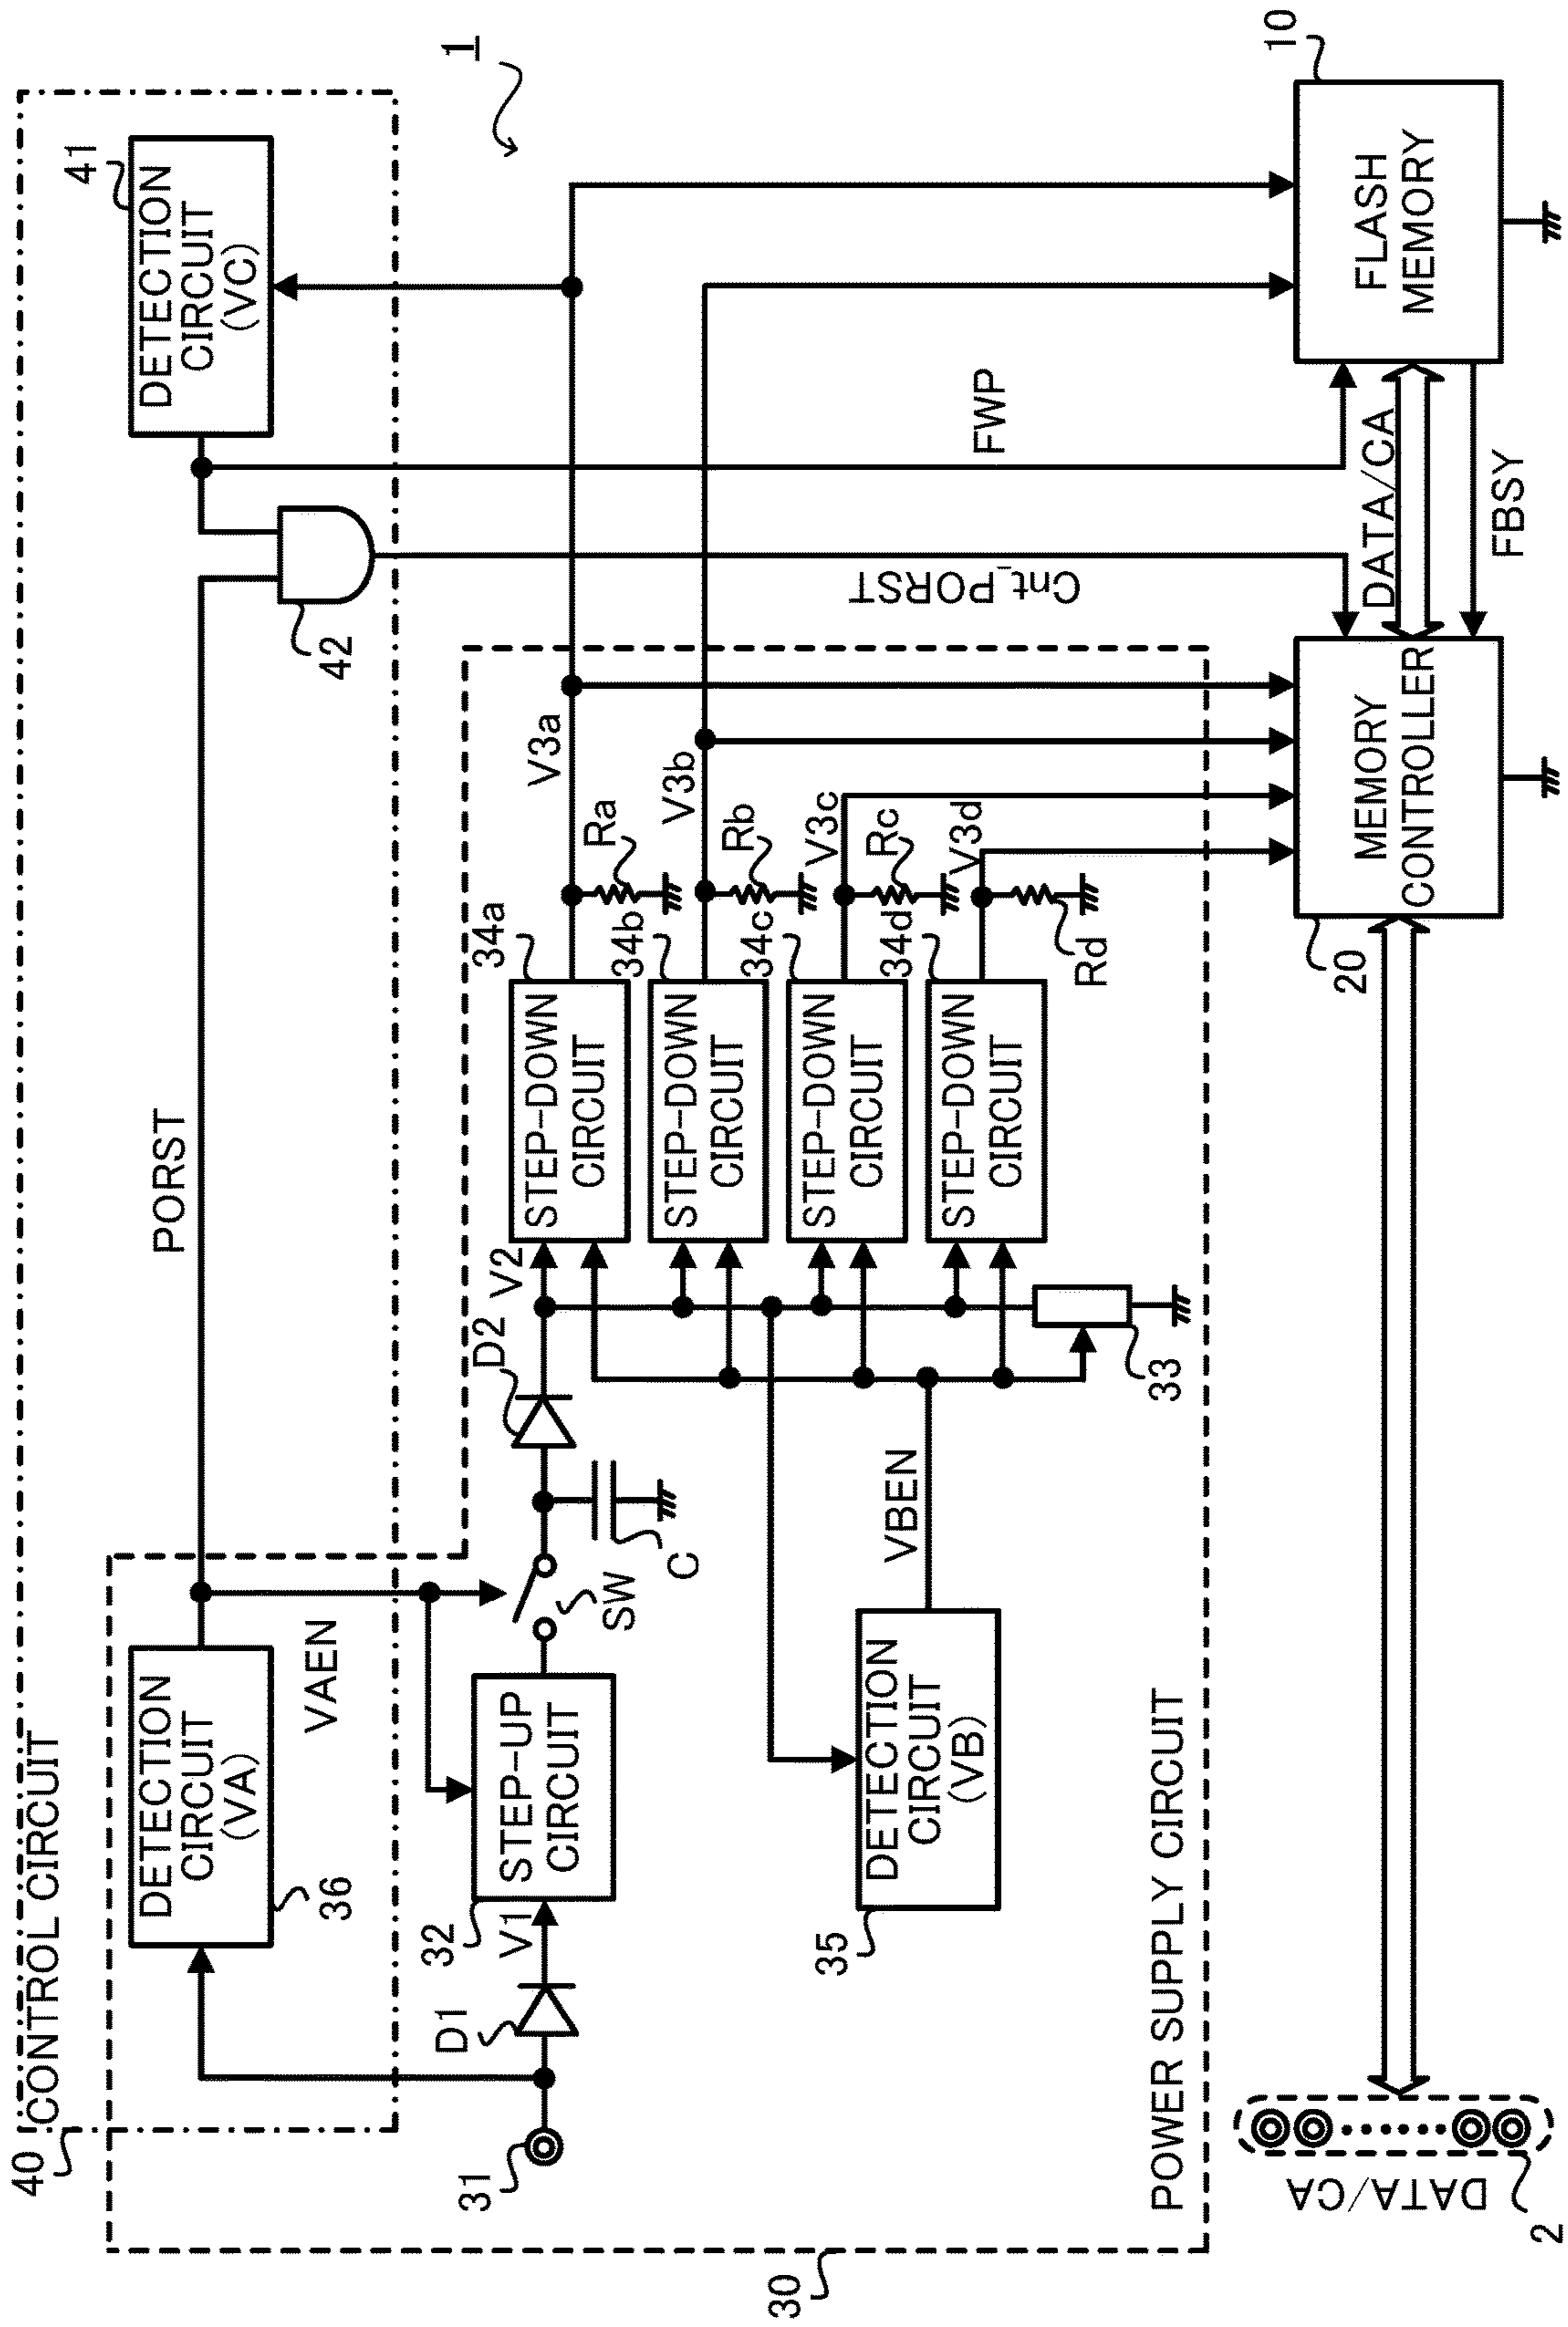 40
CONTROL CIRCUIT
DETECTION
CIRCUIT
(VA)
36
VAEN
PORST
42
DETECTION
CIRCUIT
(VC)
41
1
31
D1
V1
32
STEP-UP
CIRCUIT
SW
C
D2
V2
STEP-DOWN
CIRCUIT
34a
V3a
Ra
STEP-DOWN
CIRCUIT
34b
V3b
Rb
STEP-DOWN
CIRCUIT
34c
V3c
Rc
STEP-DOWN
CIRCUIT
34d
V3d
Rd
33
VBEN
35
DETECTION
CIRCUIT
(VB)
Cnt_PORST
FWP
30
POWER SUPPLY CIRCUIT
DATA/CA
2
20
MEMORY
CONTROLLER
DATA/CA
FBSY
FLASH
MEMORY
10